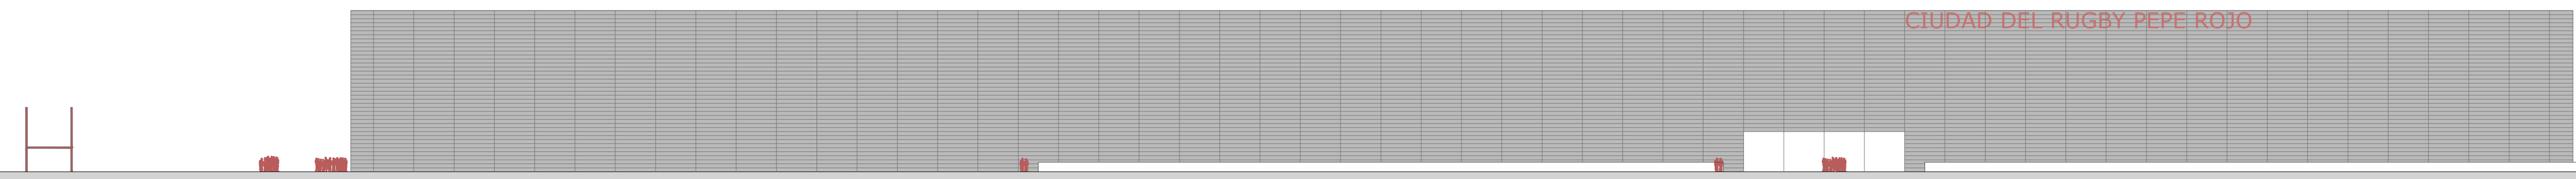 CIUDAD DEL RUGBY PEPE ROJO